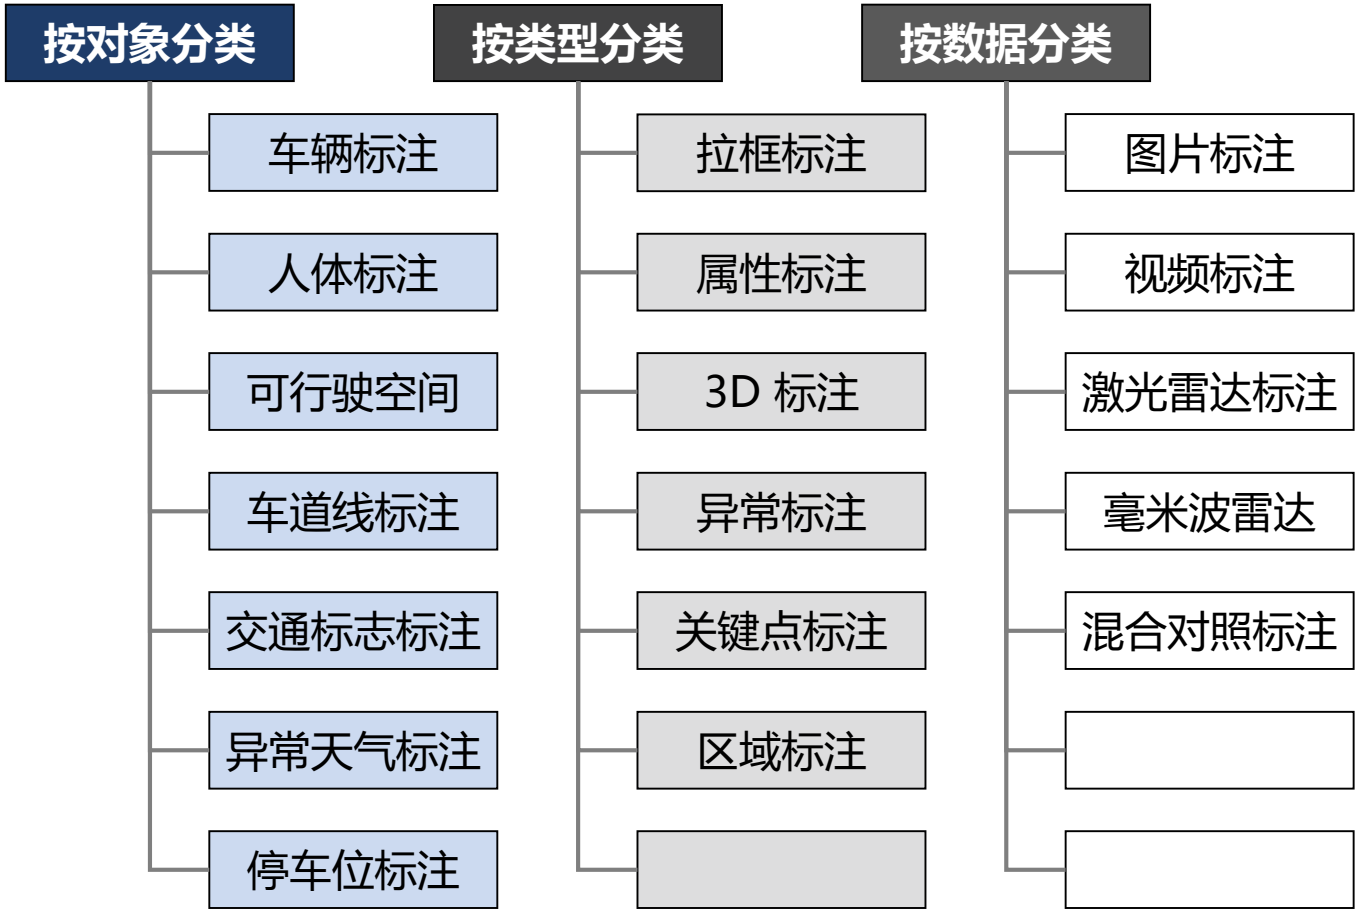 按对象分类
车辆标注
人体标注
可行驶空间
车道线标注
交通标志标注
异常天气标注
停车位标注
按类型分类
拉框标注
属性标注
3D 标注
异常标注
关键点标注
区域标注
按数据分类
图片标注
视频标注
激光雷达标注
毫米波雷达
混合对照标注